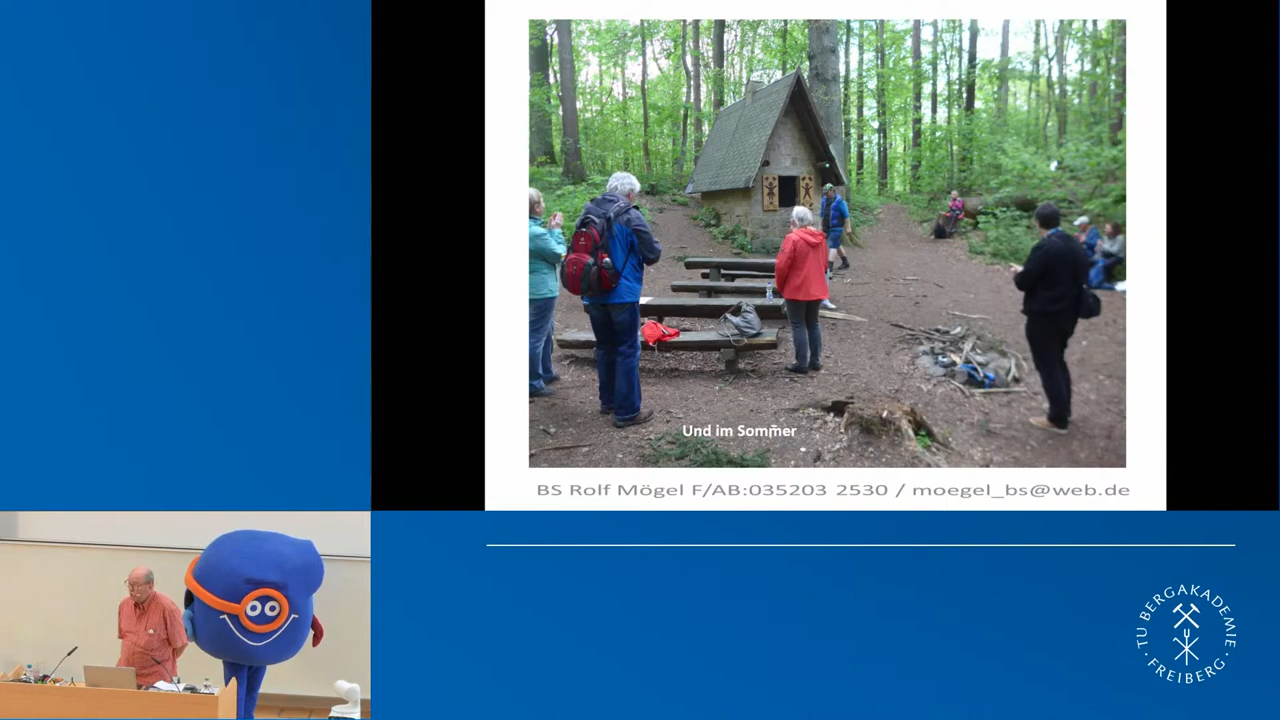 Und im Sommer
BS Rolf Mögel F/AB:035203 2530 / moegel_bs@web.de
TU BERGAKADEMIE
FREIBERG